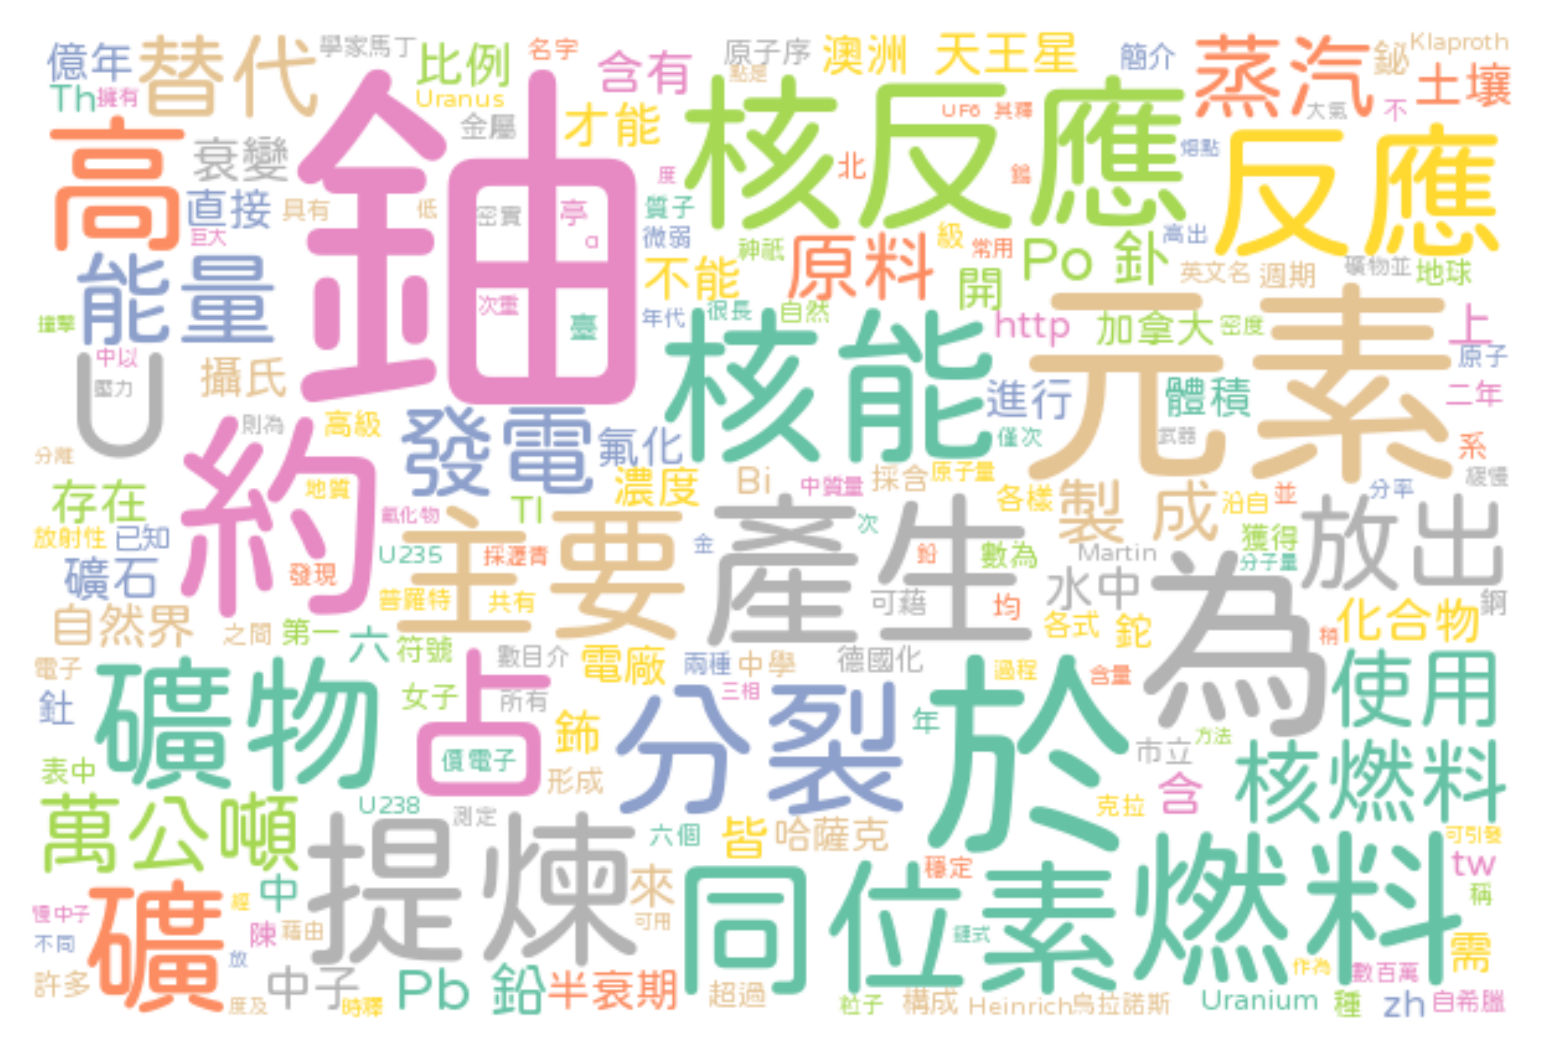 億年
替代
學家馬丁
比例
名字
含有
原子序
澳洲
天王星
簡介
蒸汽
鉍
Klaproth
土壤
Th
擁有
Uranus
點是
金屬
才能
核反應
UF6
其釋
大氣
不
高
鈾
衰變
反應
熔點
北
直接
具有
低
密實
亭
a
度
質子
巨大
微弱
神祇
原料
級
常用
Po 釙
高出
英文名
週期
礦物並
地球
能量
不能
開
元素
次重
臺
年代
很長
自然
http
加拿大
密度
上
撞擊
U
中以
壓力
攝氏
核能
進行
體積
原子
二年
約
則為
高級
發電
氟化
僅次
武器
系
分離
地質
濃度
Bi
中質量
採含
原子量
各樣
製成
沿自
並
分率
緩慢
存在
氟化物
Tl
主要
產生
次
放出
放射性
已知
U235
採瀝青
金
鉛
數為
Martin
獲得
分子量
礦石
發現
為
普羅特
共有
可藉
均
水中
鋼
自然界
之間
第一
六
符號
數目介
電廠
兩種
中學
德國化
各式
鉈
稍
化合物
電子
礦物
占
女子
所有
三相
分裂
於
過程
含量
使用
釷
鈽
年
市立
方法
表中
價電子
形成
核燃料
含
克拉
萬公噸
U238
測定
提煉
六個
皆
哈薩克
同位素燃料
可引發
穩定
tw
礦
中
經
來
可用
慢中子
陳
藉由
稱
不同
放
鏈式
需
許多
中子
Pb 鉛
半衰期
超過
作為
數百萬
度及
時釋
粒子
構成
Heinrich
烏拉諾斯
Uranium
種
zh
自希臘